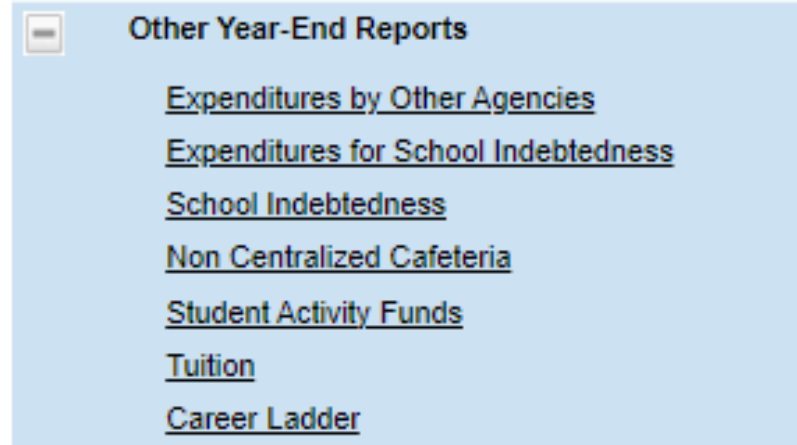 Other Year-End Reports
Expenditures by Other Agencies
Expenditures for School Indebtedness
School Indebtedness
Non Centralized Cafeteria
Student Activity Funds
Tuition
Career Ladder